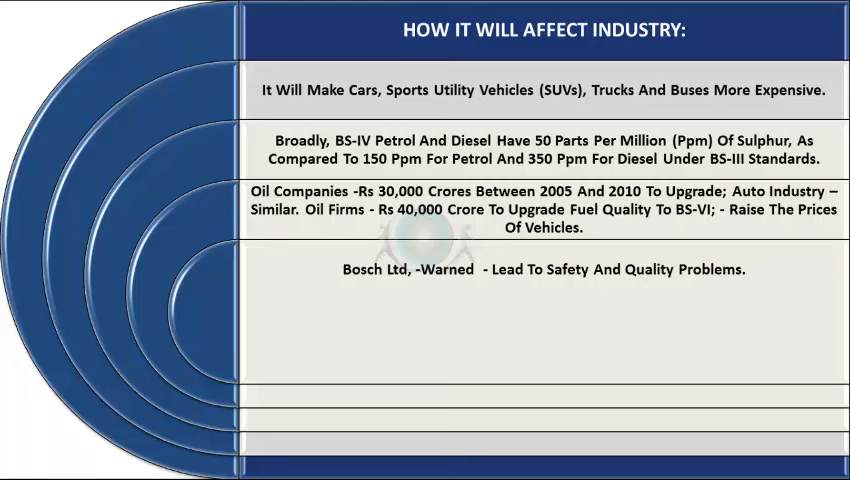 HOW IT WILL AFFECT INDUSTRY:
It Will Make Cars, Sports Utility Vehicles (SUVs), Trucks And Buses More Expensive.
Broadly, BS-IV Petrol And Diesel Have 50 Parts Per Million (Ppm) Of Sulphur, As
Compared To 150 Ppm For Petrol And 350 Ppm For Diesel Under BS-III Standards.
Oil Companies -Rs 30,000 Crores Between 2005 And 2010 To Upgrade; Auto Industry –
Similar. Oil Firms - Rs 40,000 Crore To Upgrade Fuel Quality To BS-VI; - Raise The Prices
Of Vehicles.
Bosch Ltd, -Warned  - Lead To Safety And Quality Problems.